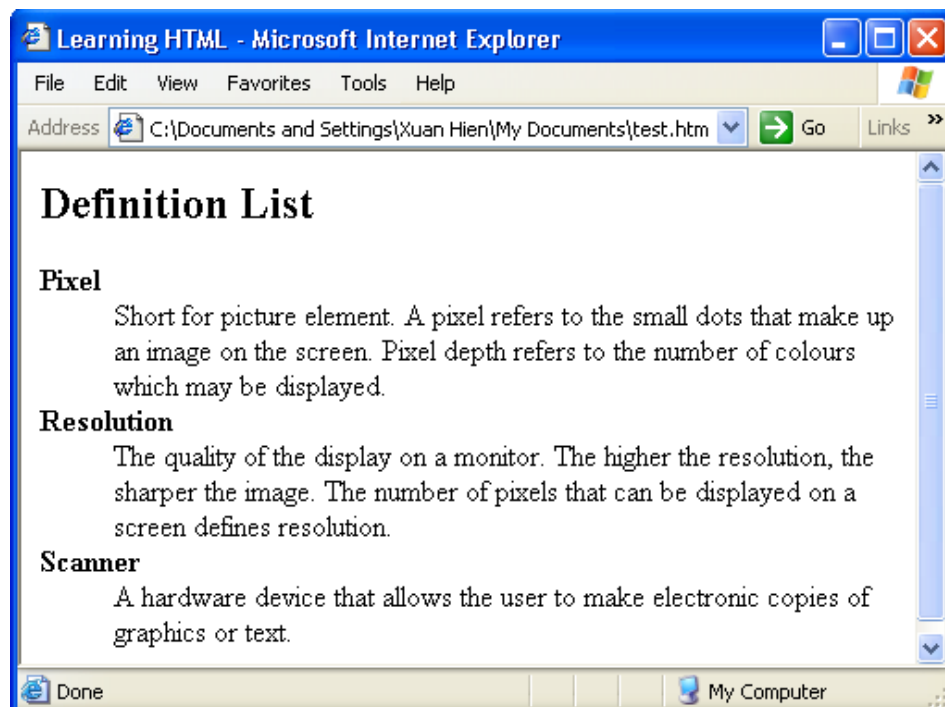 Learning HTML - Microsoft Internet Explorer
File Edit View Favorites Tools Help
Address C:\Documents and Settings\Xuan Hien\My Documents\test.htm Go Links »
Definition List
Pixel
Short for picture element. A pixel refers to the small dots that make up
an image on the screen. Pixel depth refers to the number of colours
which may be displayed.
Resolution
The quality of the display on a monitor. The higher the resolution, the
sharper the image. The number of pixels that can be displayed on a
screen defines resolution.
Scanner
A hardware device that allows the user to make electronic copies of
graphics or text.
Done My Computer